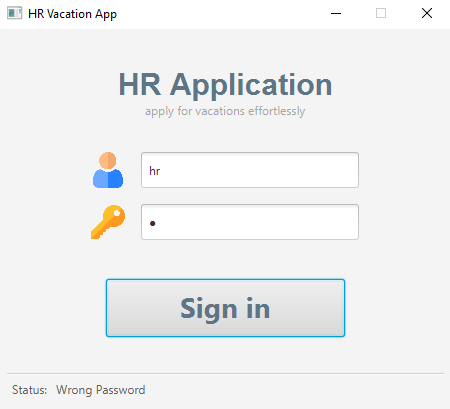 HR Vacation App
HR Application
apply for vacations effortlessly
hr
•
Sign in
Status: Wrong Password